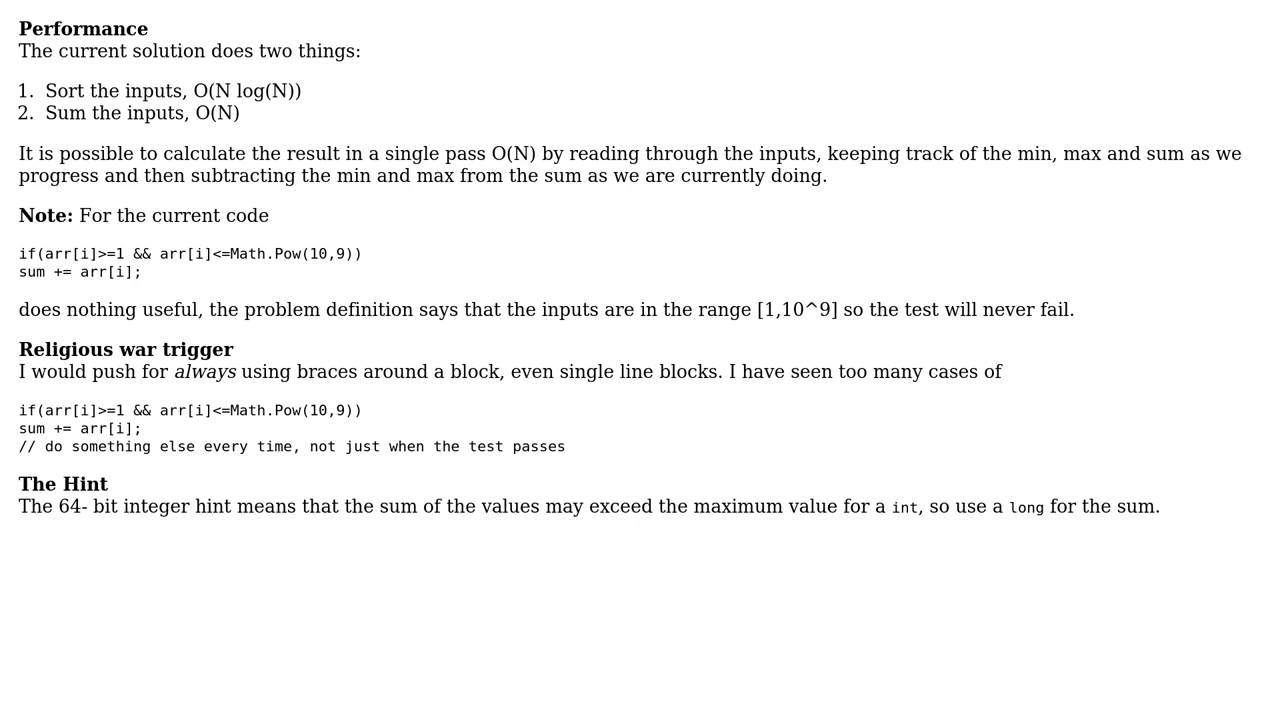 Performance
The current solution does two things:
1. Sort the inputs, O(N log(N))
2. Sum the inputs, O(N)
It is possible to calculate the result in a single pass O(N) by reading through the inputs, keeping track of the min, max and sum as we
progress and then subtracting the min and max from the sum as we are currently doing.
Note: For the current code
if(arr[i]>=1 && arr[i]<=Math.Pow(10,9))
sum += arr[i];
does nothing useful, the problem definition says that the inputs are in the range [1,10^9] so the test will never fail.
Religious war trigger
I would push for always using braces around a block, even single line blocks. I have seen too many cases of
if(arr[i]>=1 && arr[i]<=Math.Pow(10,9))
sum += arr[i];
// do something else every time, not just when the test passes
The Hint
The 64- bit integer hint means that the sum of the values may exceed the maximum value for a int, so use a long for the sum.